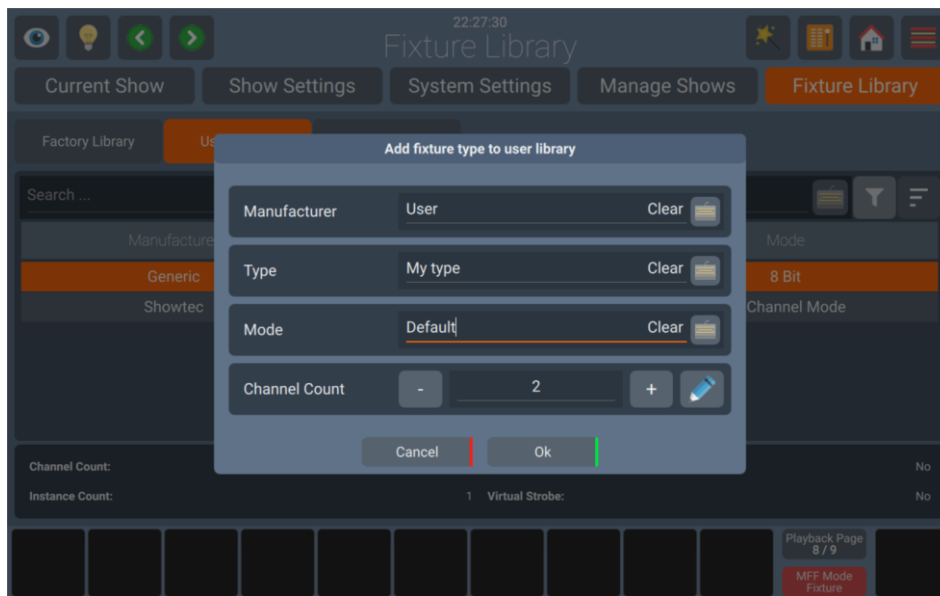 22:27:30
Fixture Library
Current Show Show Settings System Settings Manage Shows Fixture Library
Factory Library
Add fixture type to user library
Search ...
Manufacturer User Clear
Mode
Generic Type My type Clear 8 Bit
Showtec Channel Mode
Mode Default Clear
Channel Count - 2 +
Cancel Ok
Channel Count: No
Instance Count: 1 Virtual Strobe: No
Playback Page
8 / 9
MFF Mode
Fixture